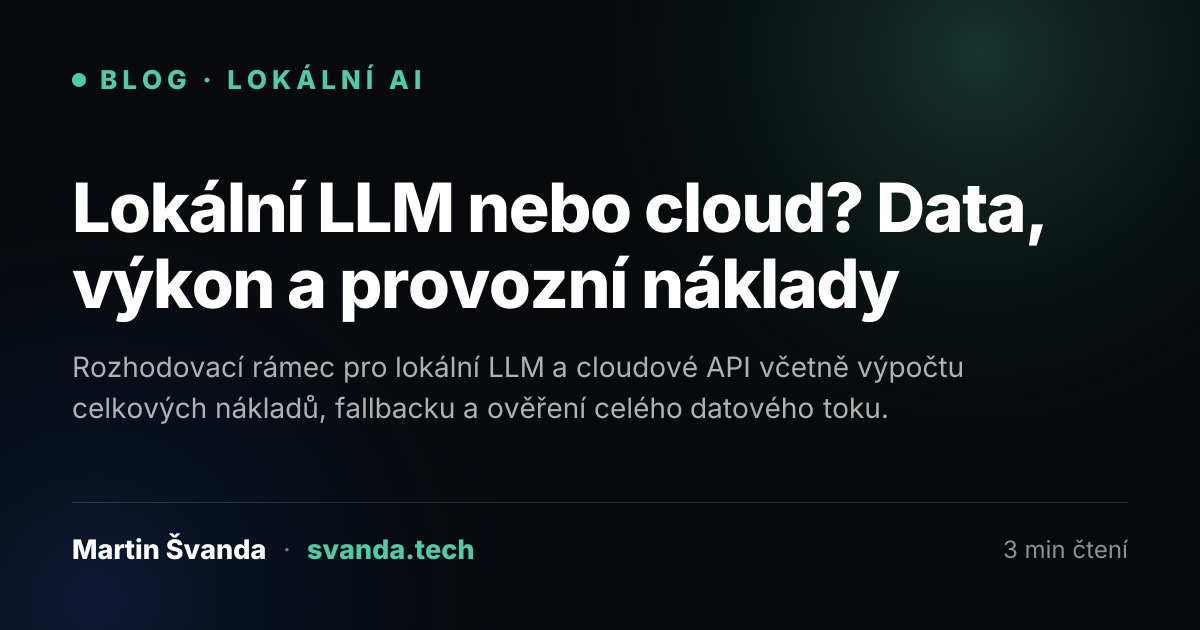 BLOG · LOKÁLNÍ AI
Lokální LLM nebo cloud? Data,
výkon a provozní náklady
Rozhodovací rámec pro lokální LLM a cloudové API včetně výpočtu
celkových nákladů, fallbacku a ověření celého datového toku.
Martin Švanda · svanda.tech
3 min čtení